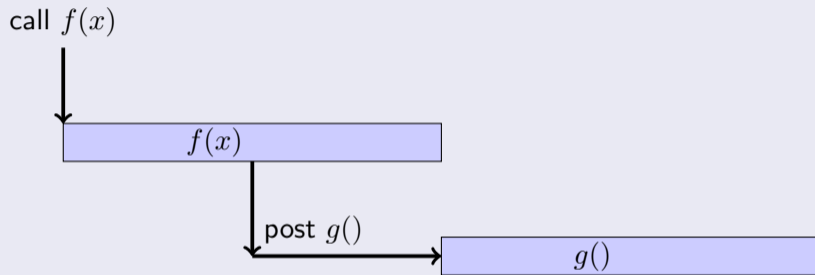 call f(x)
f(x)
post g()
g()